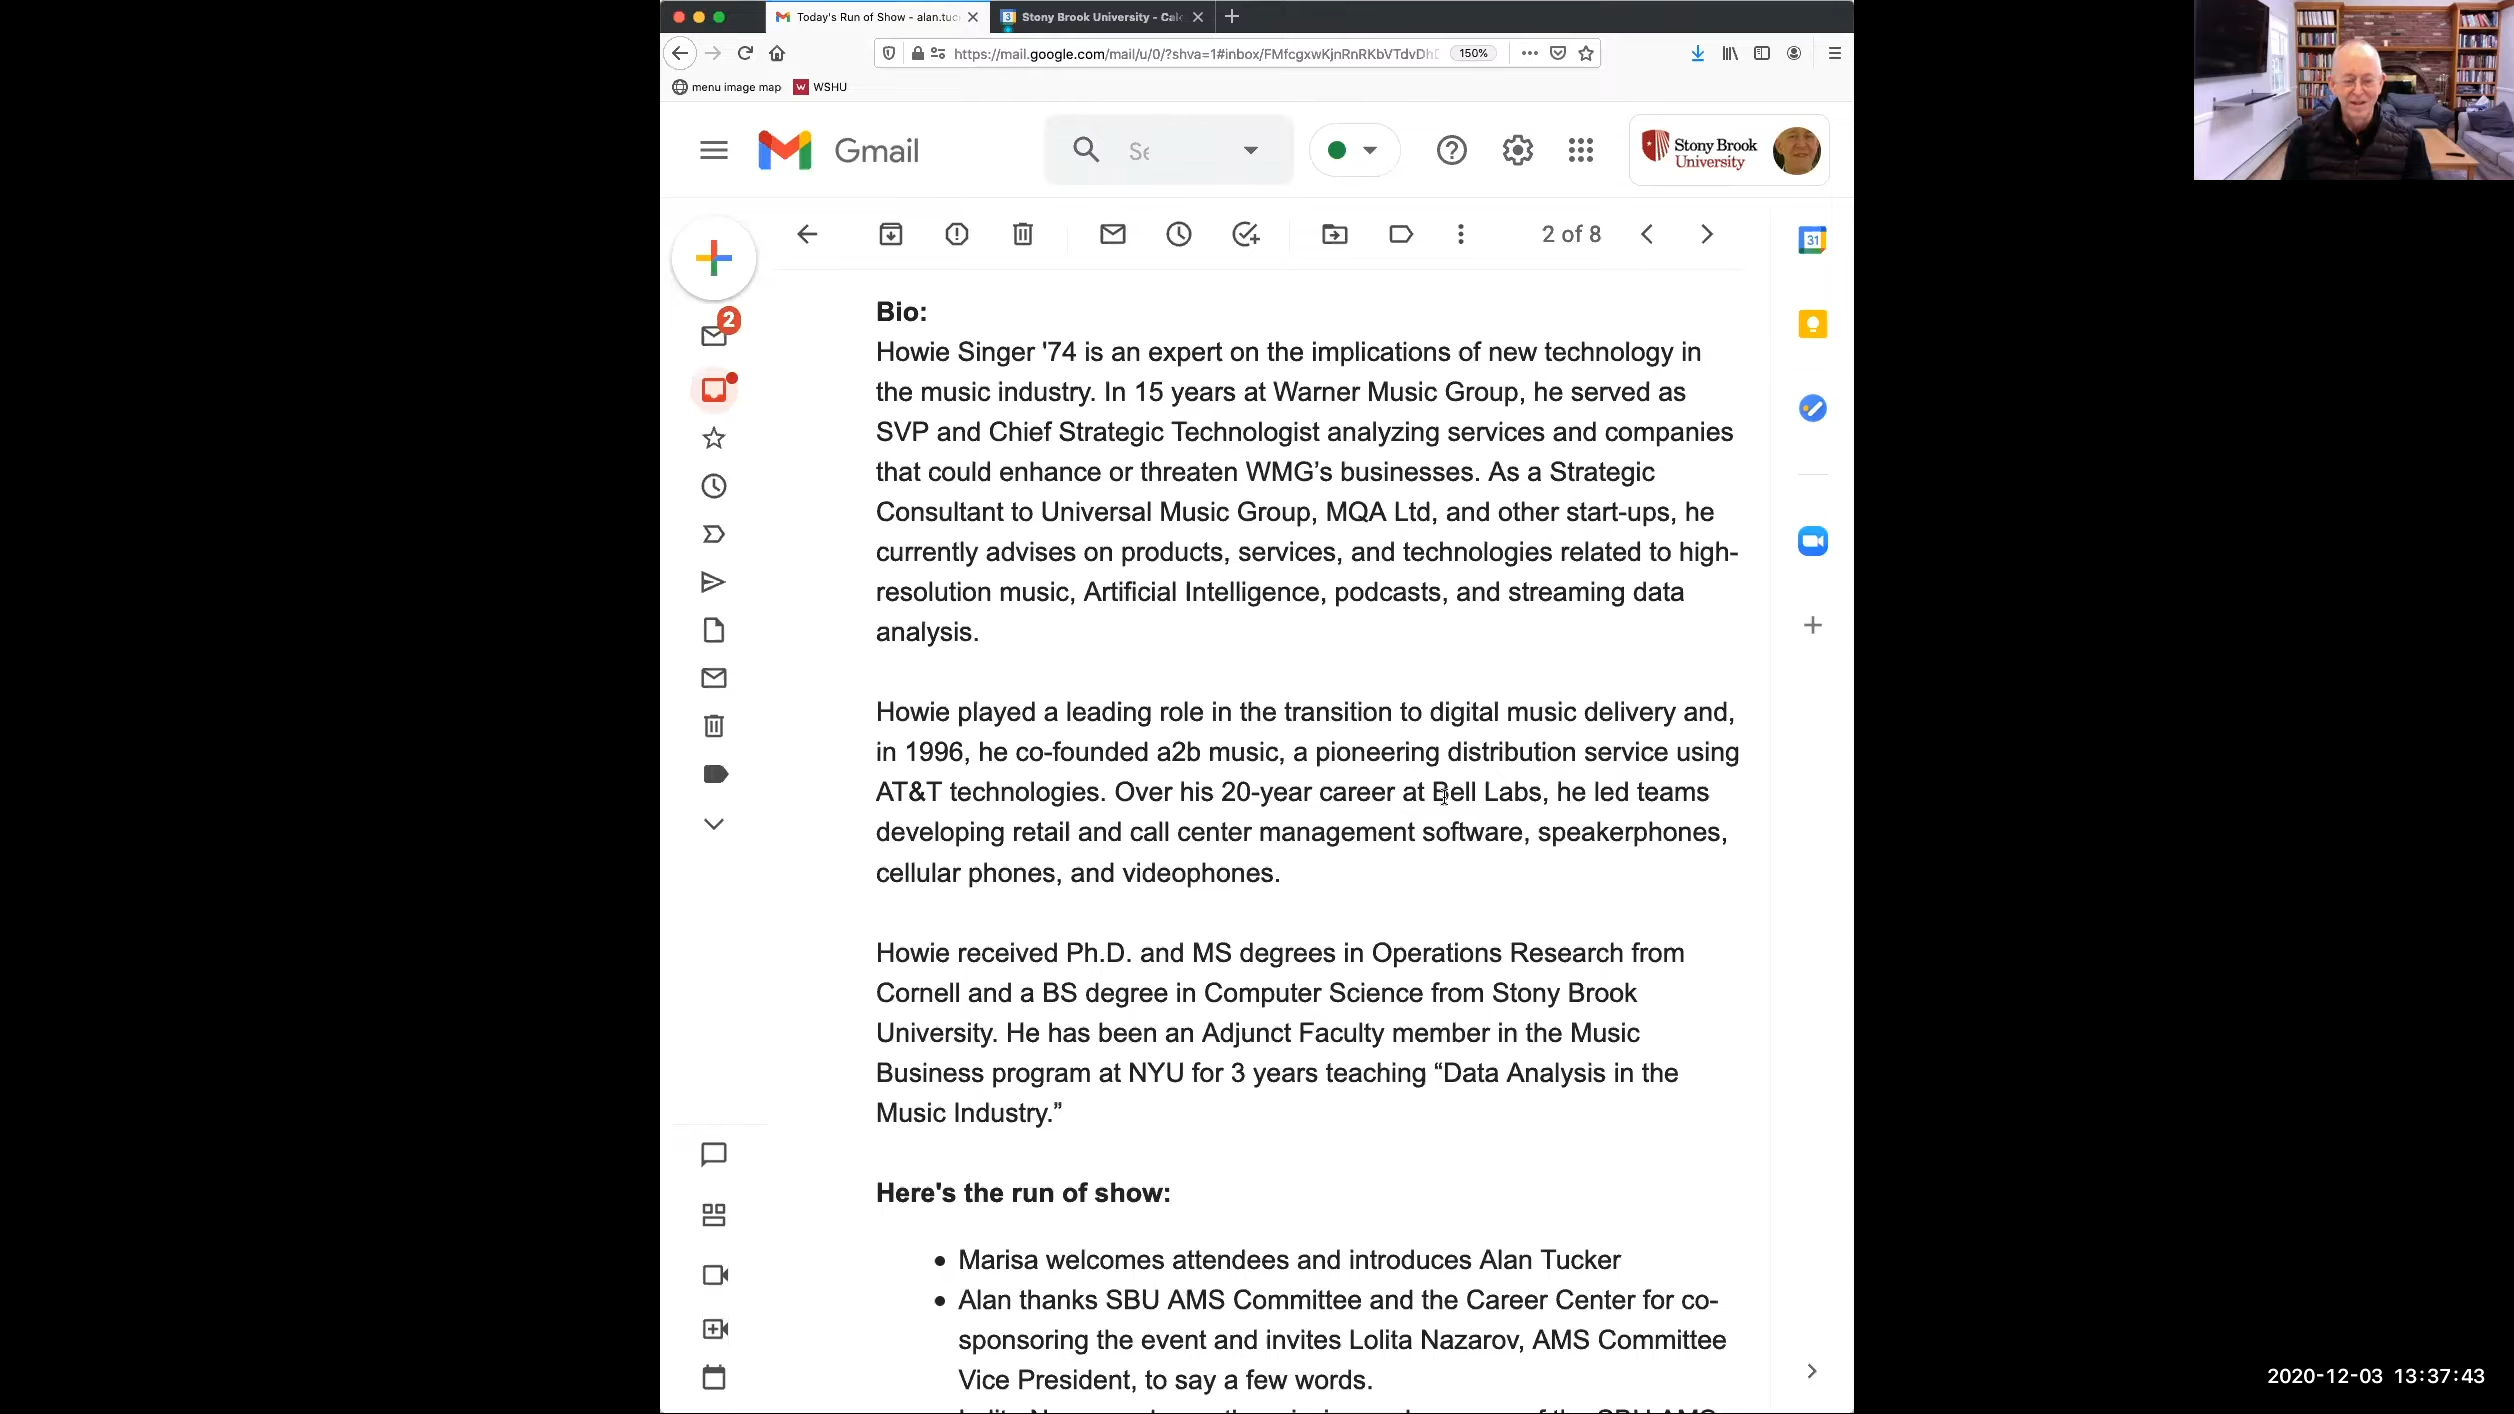 Today's Run of Show - alan.tuc
Stony Brook University - Cal
https://mail.google.com/mail/u/0/?shva=1#inbox/FMfcgxwKjnRnRKbVTdvDh
150%
menu image map
WSHU
Gmail
Se
Stony Brook
University
2 of 8
31
2
Bio:
Howie Singer '74 is an expert on the implications of new technology in
the music industry. In 15 years at Warner Music Group, he served as
SVP and Chief Strategic Technologist analyzing services and companies
that could enhance or threaten WMG’s businesses. As a Strategic
Consultant to Universal Music Group, MQA Ltd, and other start-ups, he
currently advises on products, services, and technologies related to high-
resolution music, Artificial Intelligence, podcasts, and streaming data
analysis.
Howie played a leading role in the transition to digital music delivery and,
in 1996, he co-founded a2b music, a pioneering distribution service using
AT&T technologies. Over his 20-year career at Bell Labs, he led teams
developing retail and call center management software, speakerphones,
cellular phones, and videophones.
Howie received Ph.D. and MS degrees in Operations Research from
Cornell and a BS degree in Computer Science from Stony Brook
University. He has been an Adjunct Faculty member in the Music
Business program at NYU for 3 years teaching “Data Analysis in the
Music Industry.”
Here's the run of show:
Marisa welcomes attendees and introduces Alan Tucker
Alan thanks SBU AMS Committee and the Career Center for co-
sponsoring the event and invites Lolita Nazarov, AMS Committee
Vice President, to say a few words.
2020-12-03 13:37:43